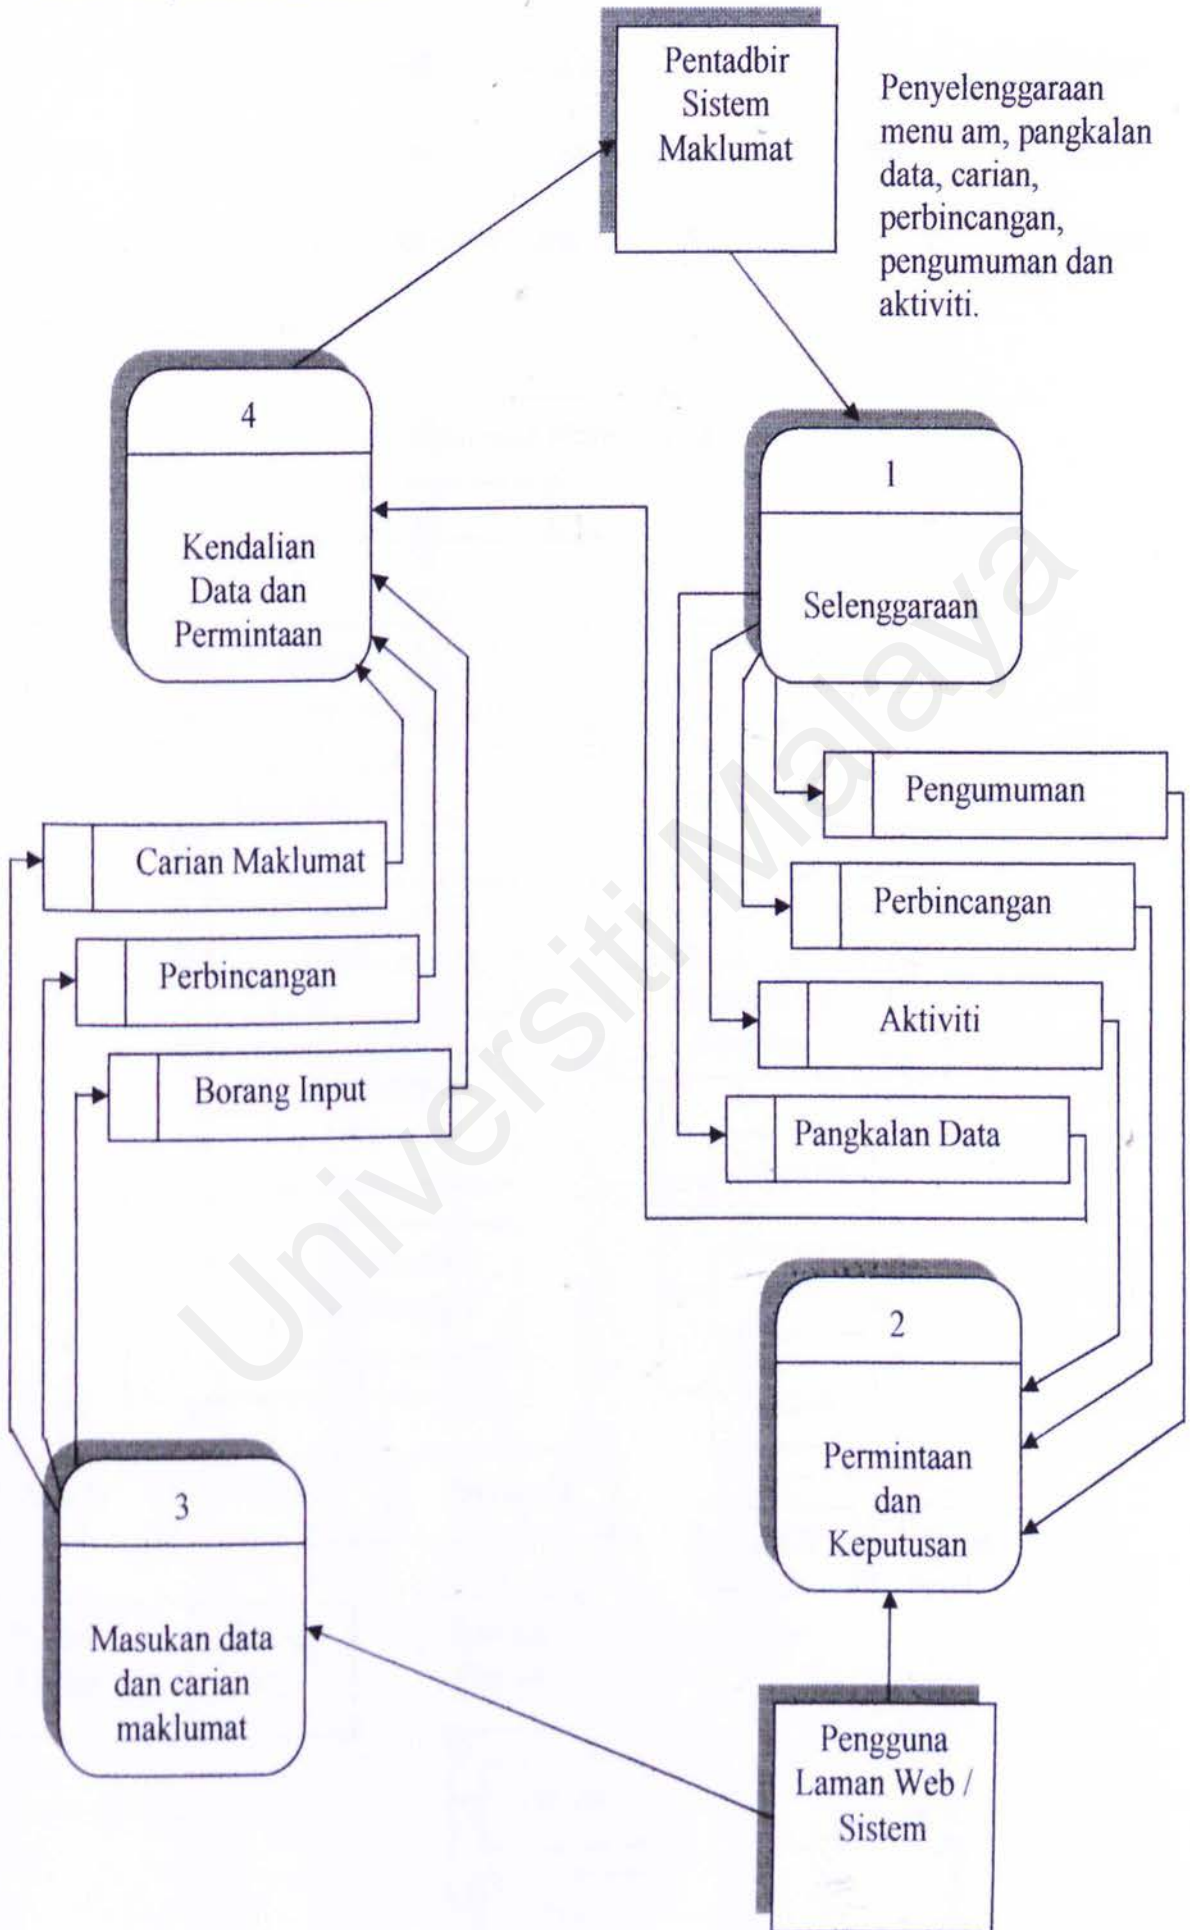 Pentadbir
Sistem
Maklumat
Penyelenggaraan
menu am, pangkalan
data, carian,
perbincangan,
pengumuman dan
aktiviti.
4
Kendalian
Data dan
Permintaan
1
Selenggaraan
Pengumuman
Perbincangan
Aktiviti
Pangkalan Data
Carian Maklumat
Perbincangan
Borang Input
2
Permintaan
dan
Keputusan
3
Masukan data
dan carian
maklumat
Pengguna
Laman Web /
Sistem
Universiti Malaya